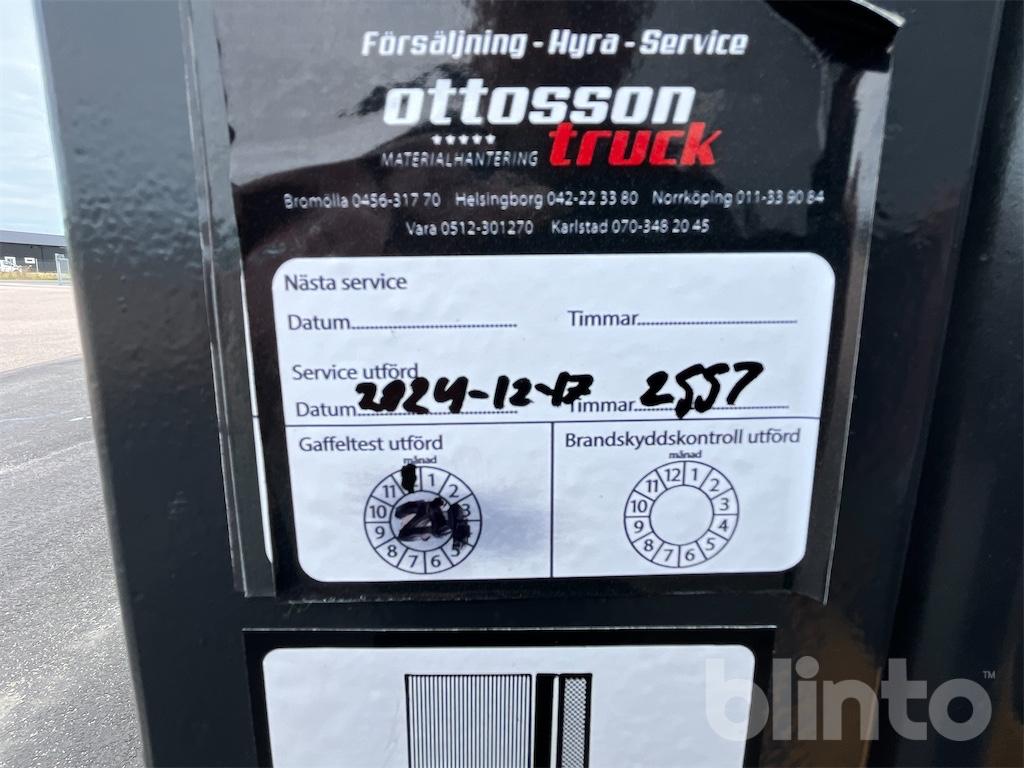 Försäljning - Hyra - Service
ottosson
truck
MATERIALHANTERING
Bromölla 0456-317 70 Helsingborg 042-22 33 80 Norrköping 011-33 90 84
Vara 0512-301270 Karlstad 070-348 20 45
Nästa service
Datum Timmar
Service utförd
Datum 2024-12-17 Timmar 2557
Gaffeltest utförd Brandskyddskontroll utförd
månad månad
1 2 3 5 6 7 8 9 10 11
12 1 2 3 4 5 6 7 8 9 10 11
blinto™